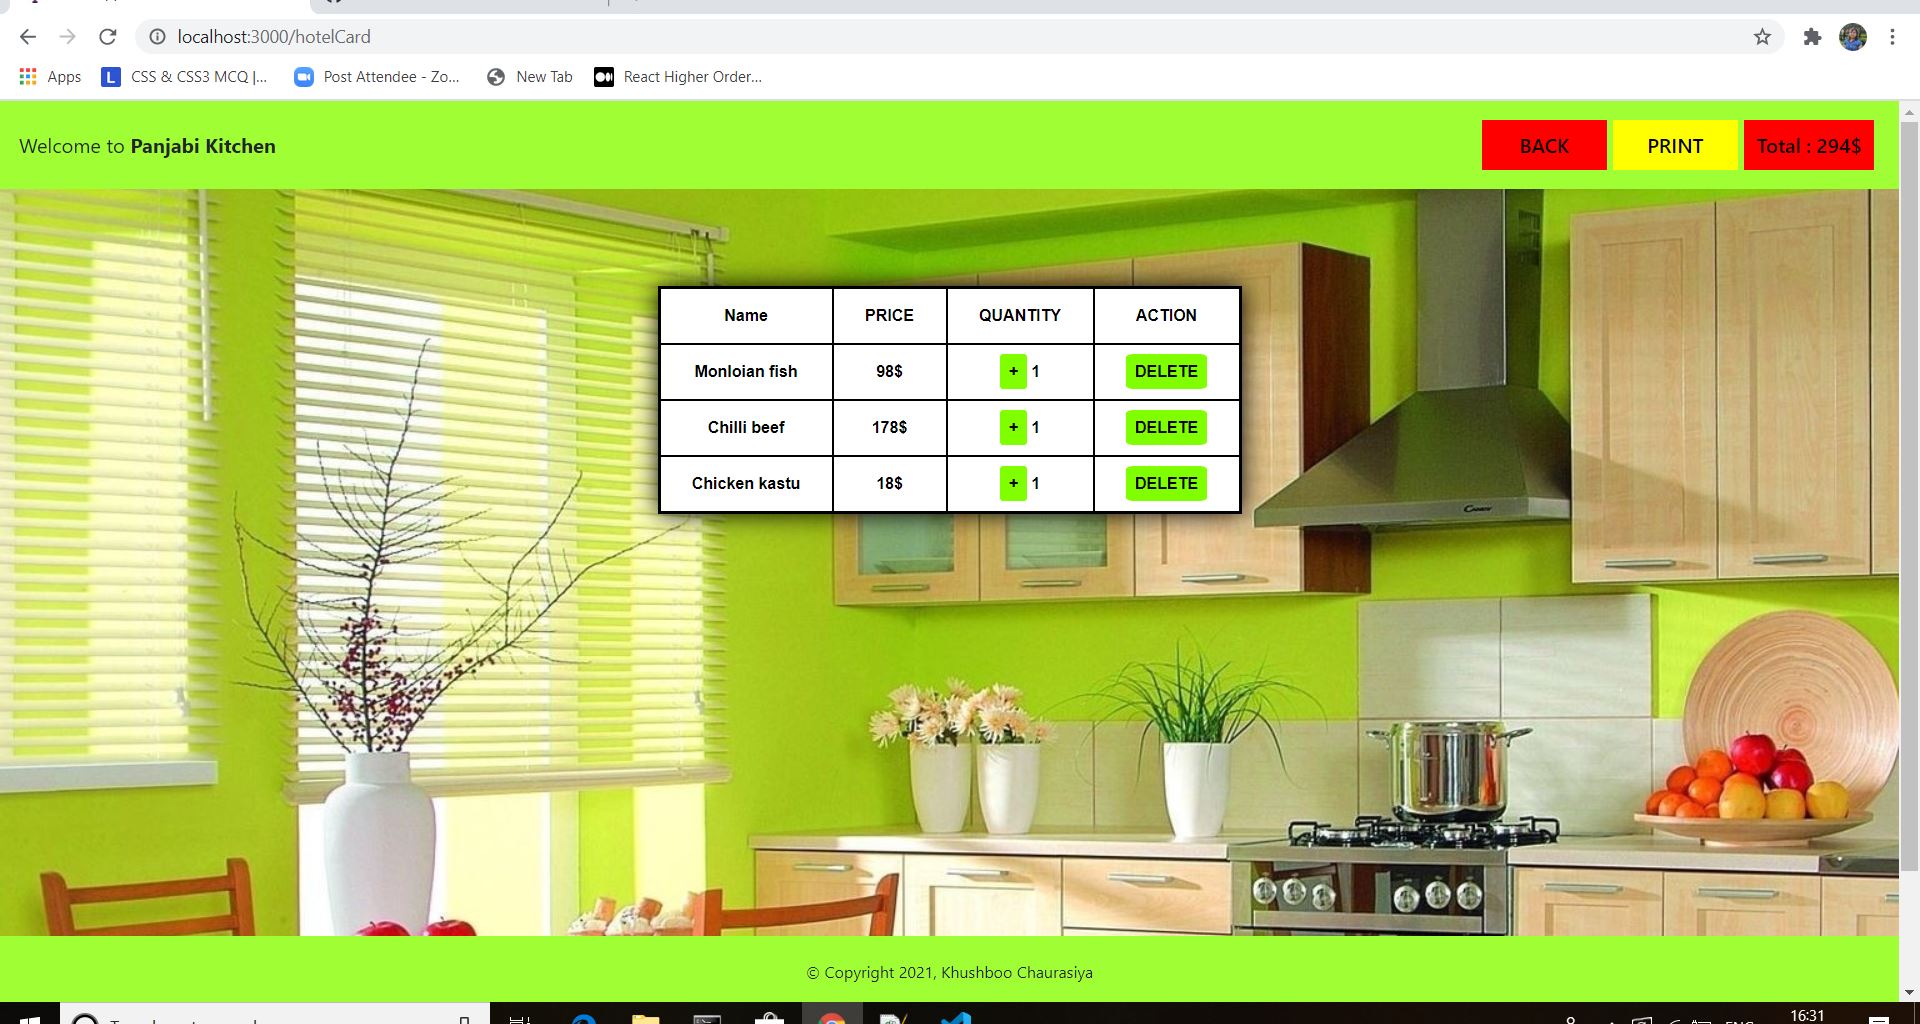 localhost:3000/hotelCard
Apps
L CSS & CSS3 MCQ |...
Post Attendee - Zo...
New Tab
React Higher Order...
Welcome to Panjabi Kitchen
BACK
PRINT
Total : 294$
Name PRICE QUANTITY ACTION
Monloian fish 98$ + 1 DELETE
Chilli beef 178$ + 1 DELETE
Chicken kastu 18$ + 1 DELETE
CANDY
© Copyright 2021, Khushboo Chaurasiya
16:31